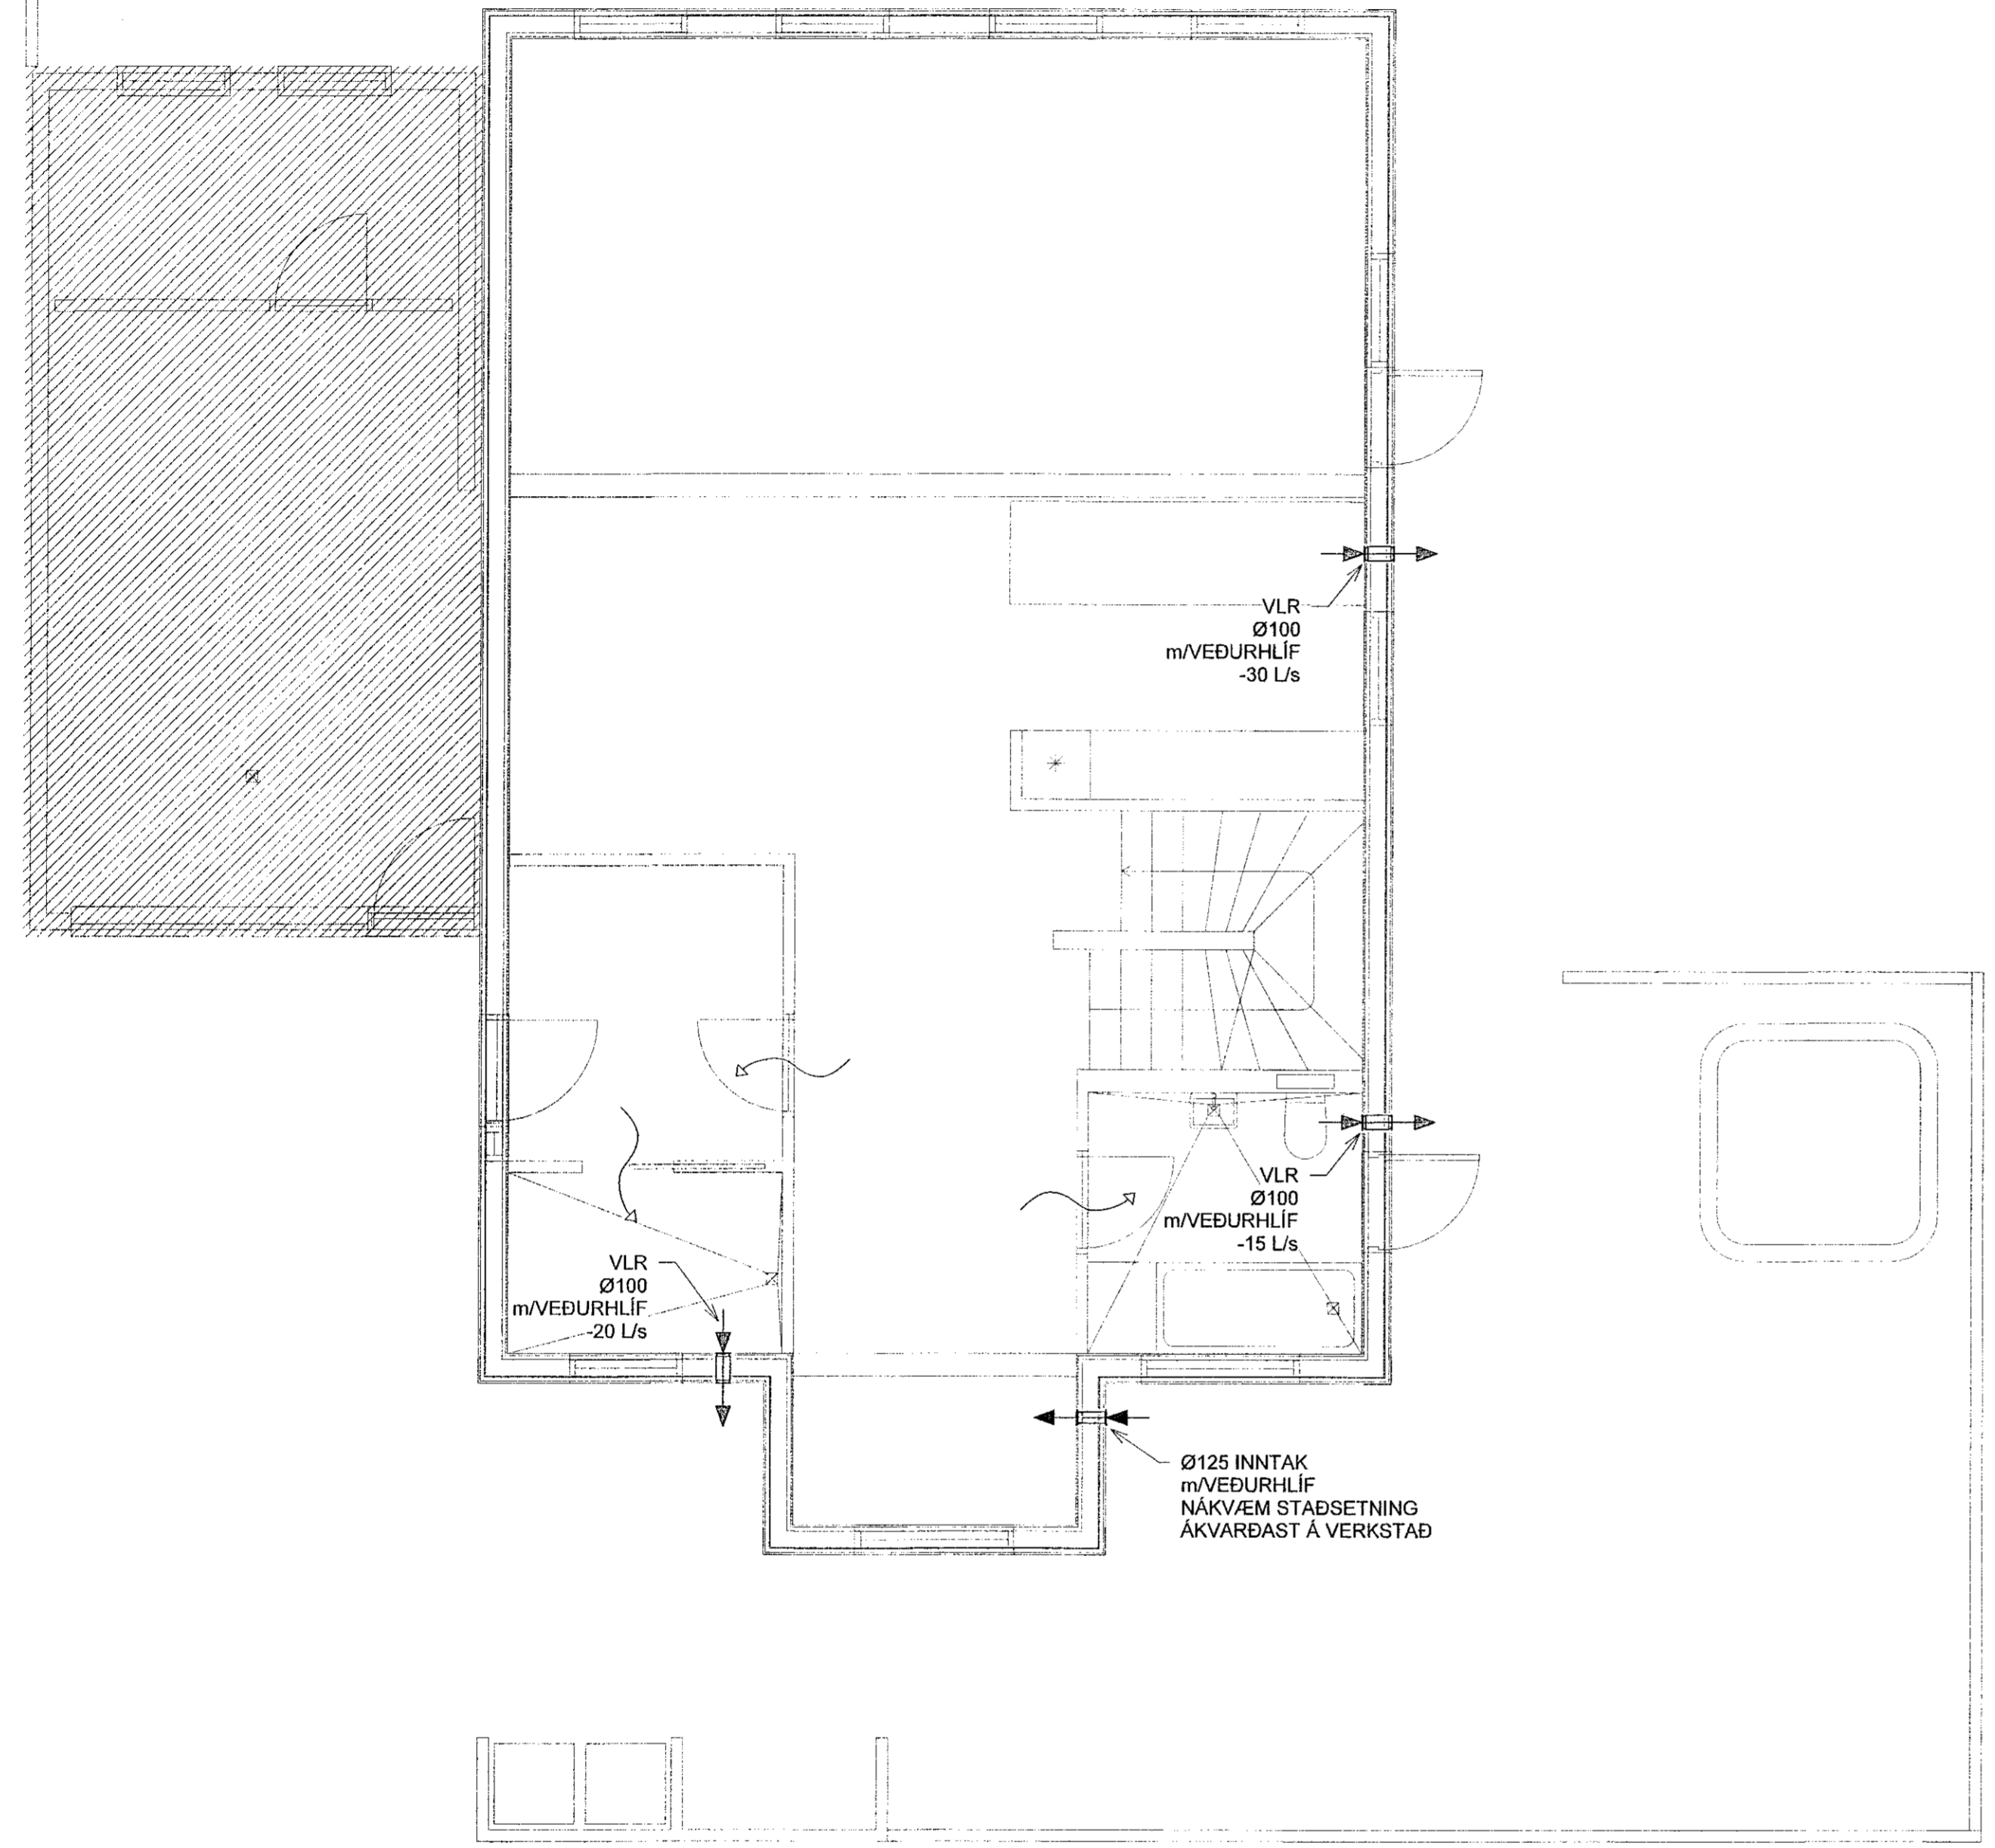 VLR
Ø100
m/VEÐURHLÍF
-30 L/s
VLR
Ø100
m/VEÐURHLÍF
-15 L/s
VLR
Ø100
m/VEÐURHLÍF
-20 L/s
Ø125 INNTAK
m/VEÐURHLÍF
NÁKVÆM STAÐSETNING
ÁKVARÐAST Á VERKSTAÐ